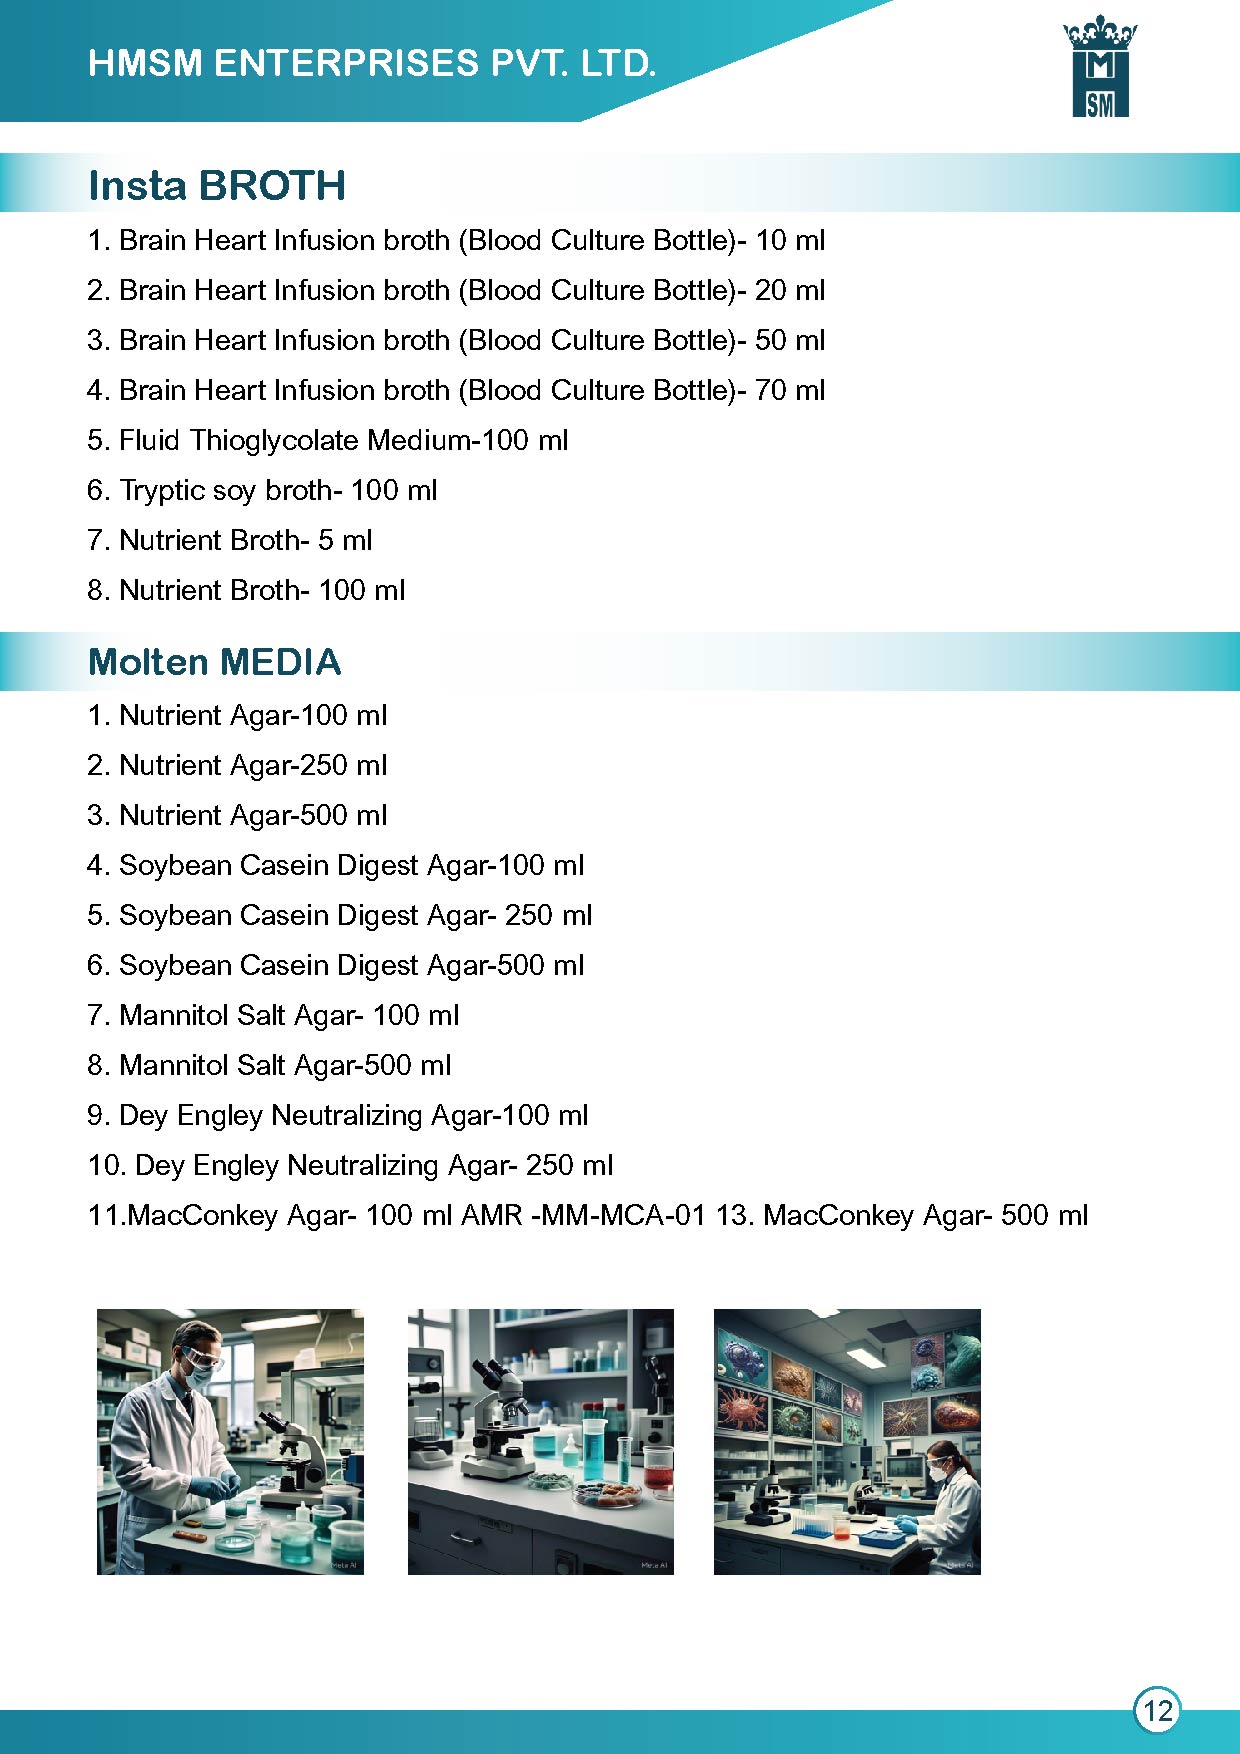 HMSM ENTERPRISES PVT. LTD.
M
SM
Insta BROTH
1. Brain Heart Infusion broth (Blood Culture Bottle)- 10 ml
2. Brain Heart Infusion broth (Blood Culture Bottle)- 20 ml
3. Brain Heart Infusion broth (Blood Culture Bottle)- 50 ml
4. Brain Heart Infusion broth (Blood Culture Bottle)- 70 ml
5. Fluid Thioglycolate Medium-100 ml
6. Tryptic soy broth- 100 ml
7. Nutrient Broth- 5 ml
8. Nutrient Broth- 100 ml
Molten MEDIA
1. Nutrient Agar-100 ml
2. Nutrient Agar-250 ml
3. Nutrient Agar-500 ml
4. Soybean Casein Digest Agar-100 ml
5. Soybean Casein Digest Agar- 250 ml
6. Soybean Casein Digest Agar-500 ml
7. Mannitol Salt Agar- 100 ml
8. Mannitol Salt Agar-500 ml
9. Dey Engley Neutralizing Agar-100 ml
10. Dey Engley Neutralizing Agar- 250 ml
11.MacConkey Agar- 100 ml AMR -MM-MCA-01 13. MacConkey Agar- 500 ml
Meta AI
Meta AI
Meta AI
12